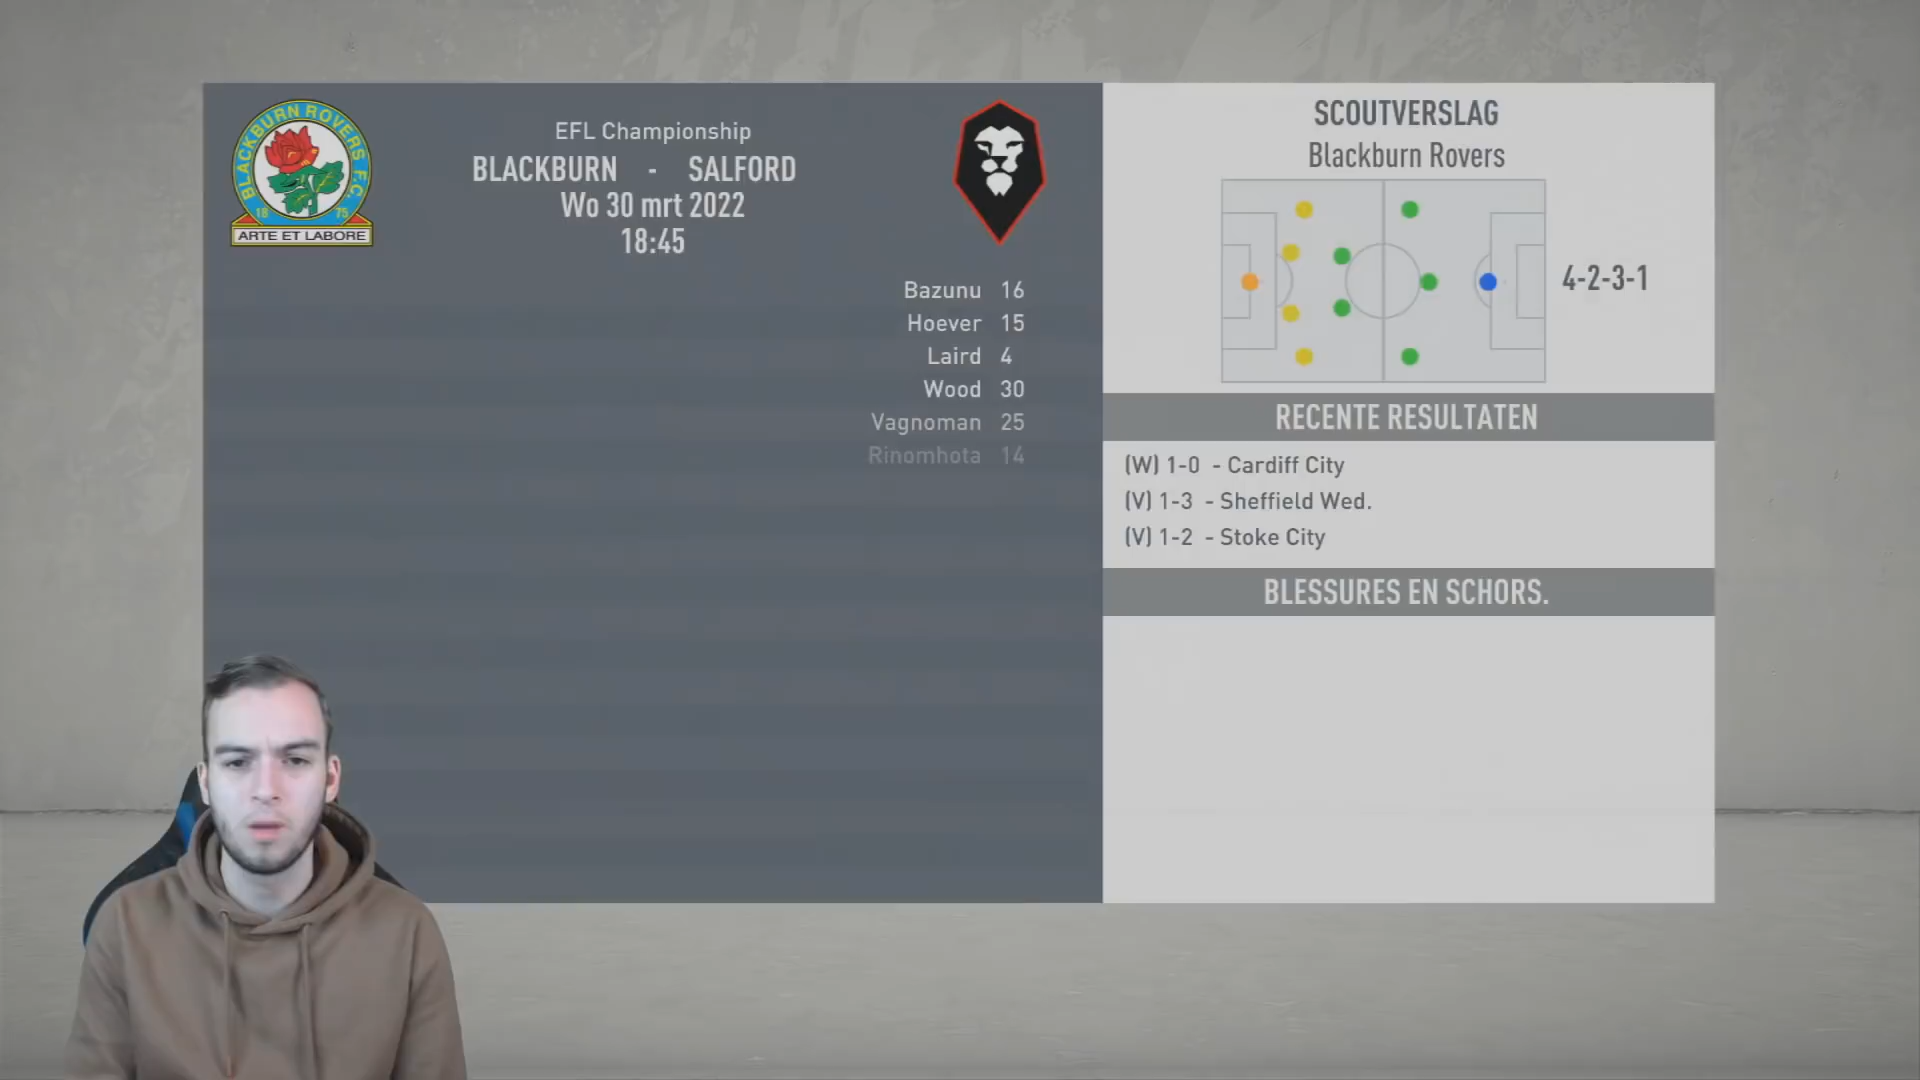 BLACKBURN ROVERS F.C.
18 75
ARTE ET LABORE
EFL Championship
BLACKBURN - SALFORD
Wo 30 mrt 2022
18:45
Bazunu 16
Hoever 15
Laird 4
Wood 30
Vagnoman 25
Rinomhota 14
SCOUTVERSLAG
Blackburn Rovers
4-2-3-1
RECENTE RESULTATEN
(W) 1-0 - Cardiff City
(V) 1-3 - Sheffield Wed.
(V) 1-2 - Stoke City
BLESSURES EN SCHORS.